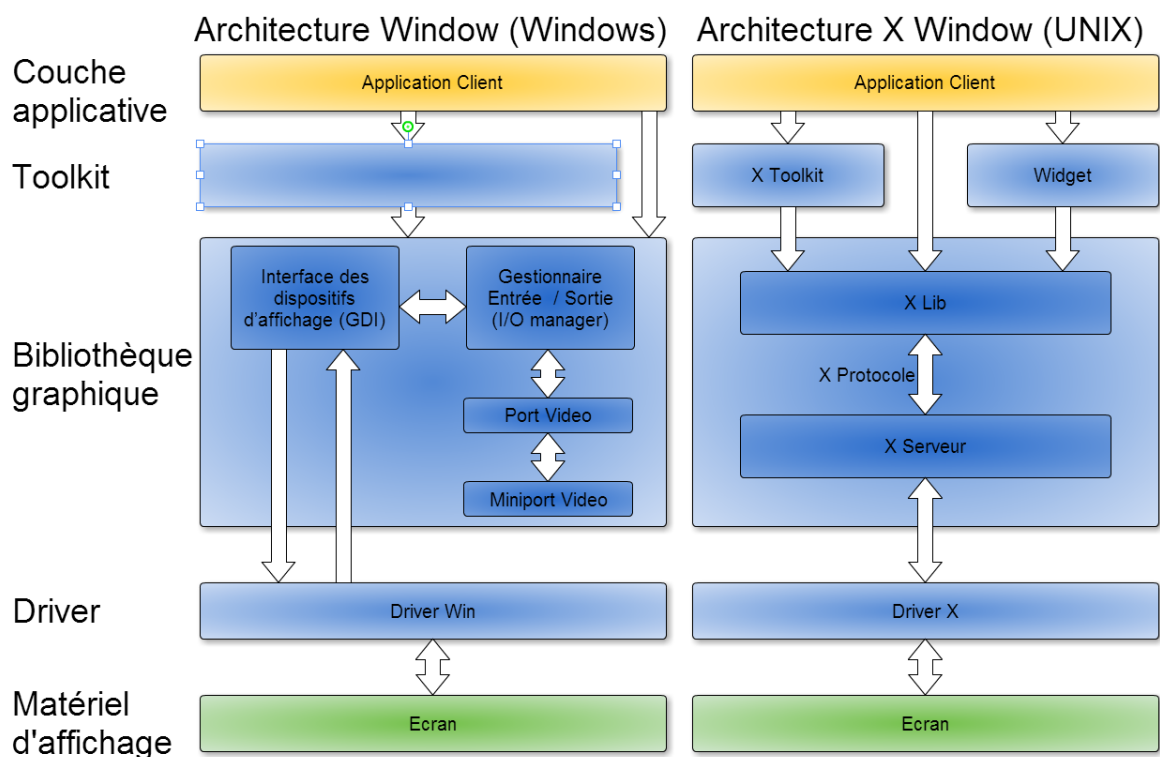 Architecture Window (Windows)
Architecture X Window (UNIX)
Couche
applicative
Application Client
Application Client
Toolkit
X Toolkit
Widget
Bibliothèque
graphique
Interface des
dispositifs
d'affichage (GDI)
Gestionnaire
Entrée / Sortie
(I/O manager)
Port Video
Miniport Video
X Lib
X Protocole
X Serveur
Driver
Driver Win
Driver X
Matériel
d'affichage
Ecran
Ecran